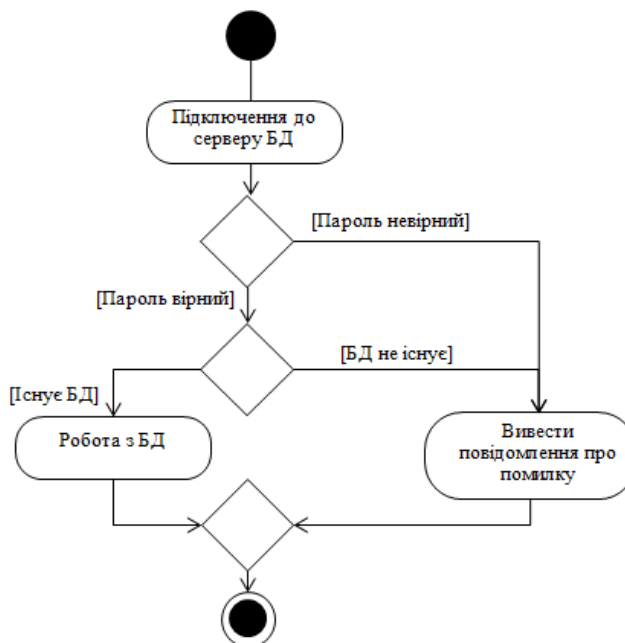 Підключення до
серверу БД
[Пароль невірний]
[Пароль вірний]
[БД не існує]
[Існує БД]
Робота з БД
Вивести
повідомлення про
помилку